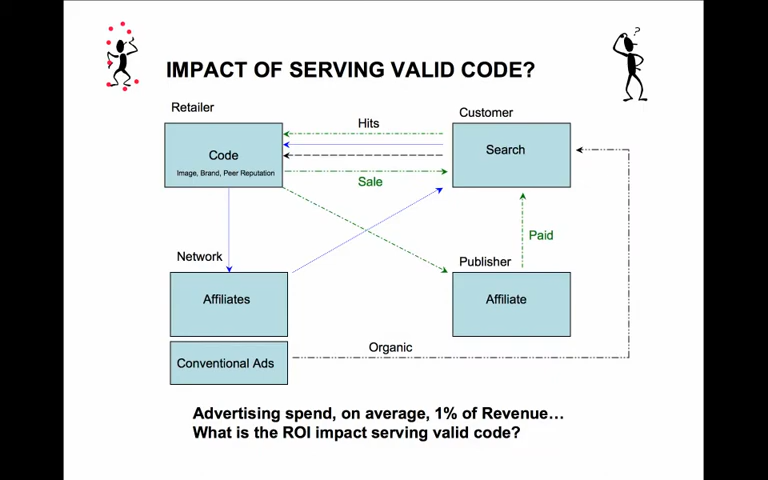 ?
IMPACT OF SERVING VALID CODE?
Retailer
Customer
Hits
Code
Image, Brand, Peer Reputation
Search
Sale
Network
Paid
Publisher
Affiliates
Affiliate
Organic
Conventional Ads
Advertising spend, on average, 1% of Revenue…
What is the ROI impact serving valid code?